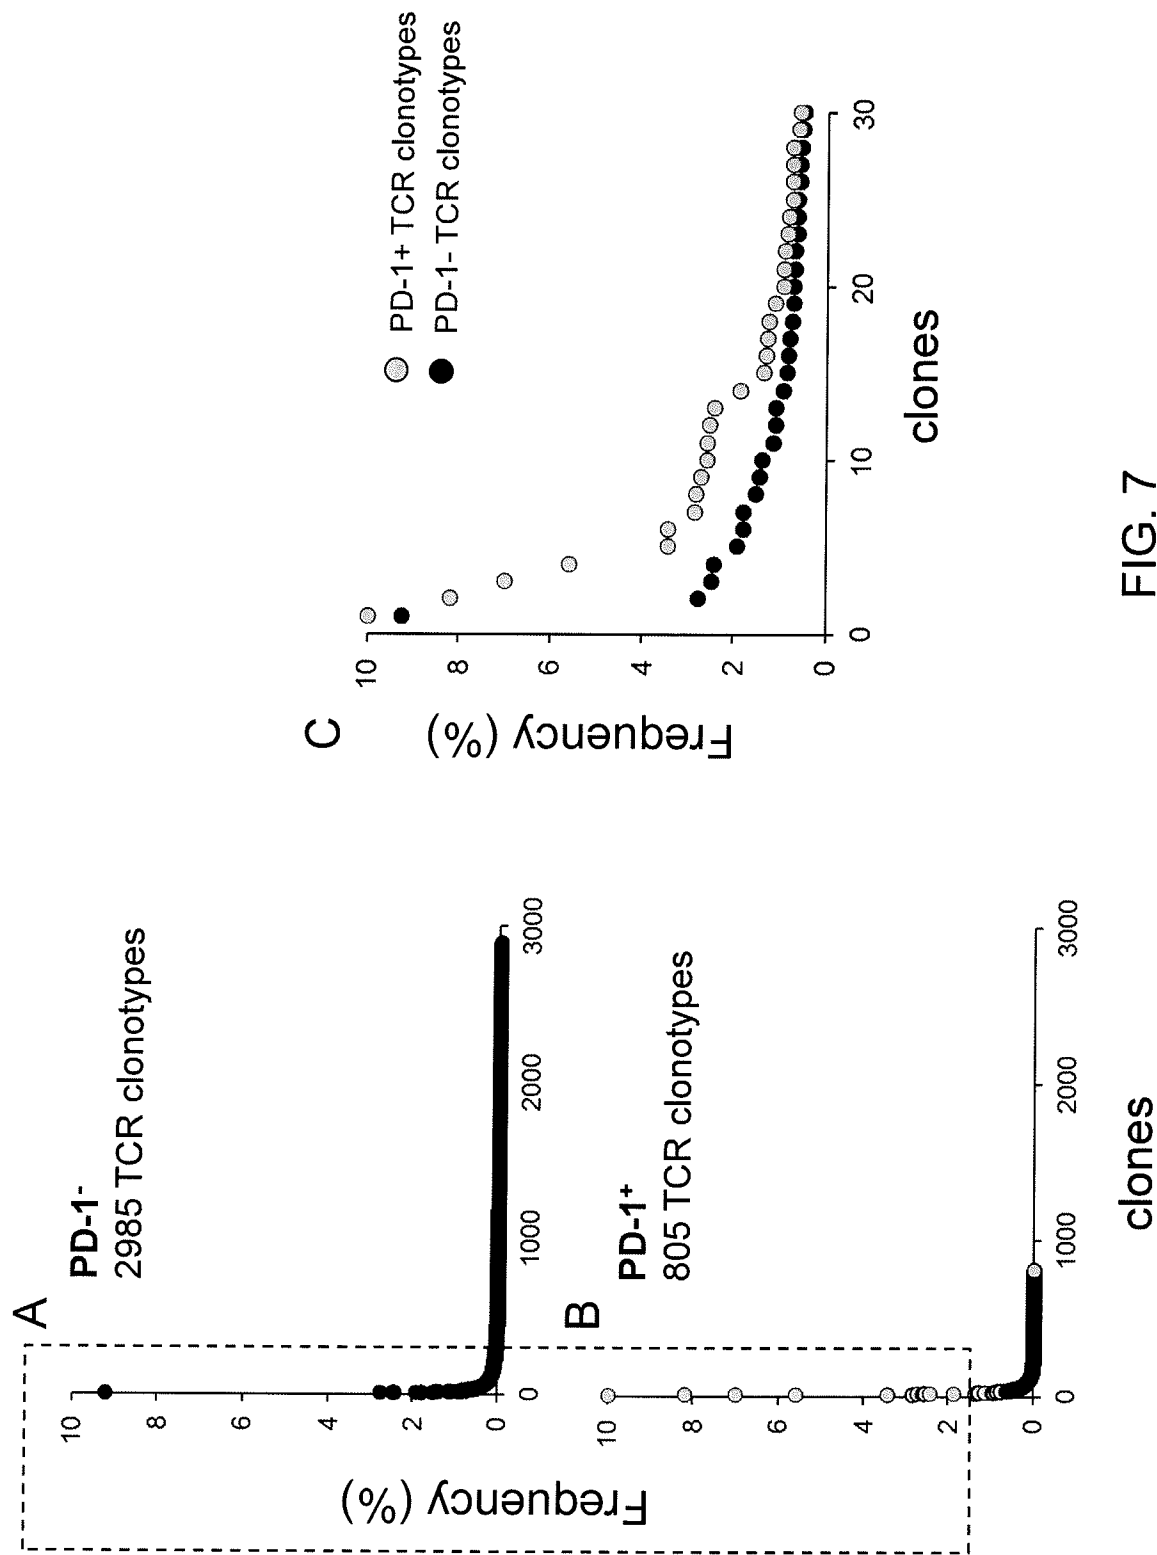 A
PD-1-
2985 TCR clonotypes
10
8
6
4
2
0
0
1000
2000
3000
Frequency (%)
B
PD-1+
805 TCR clonotypes
10
8
6
4
2
0
0
1000
2000
3000
clones
C
PD-1+ TCR clonotypes
PD-1- TCR clonotypes
10
8
6
4
2
0
0
10
20
30
Frequency (%)
clones
FIG. 7